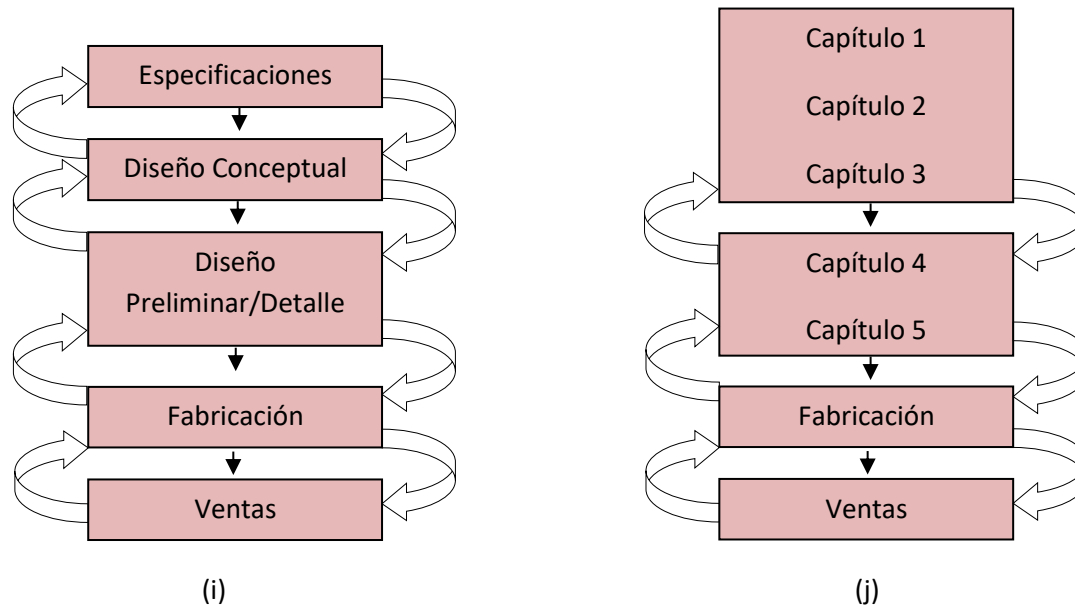 Especificaciones
Diseño Conceptual
Diseño
Preliminar/Detalle
Fabricación
Ventas
(i)
Capítulo 1
Capítulo 2
Capítulo 3
Capítulo 4
Capítulo 5
Fabricación
Ventas
(j)